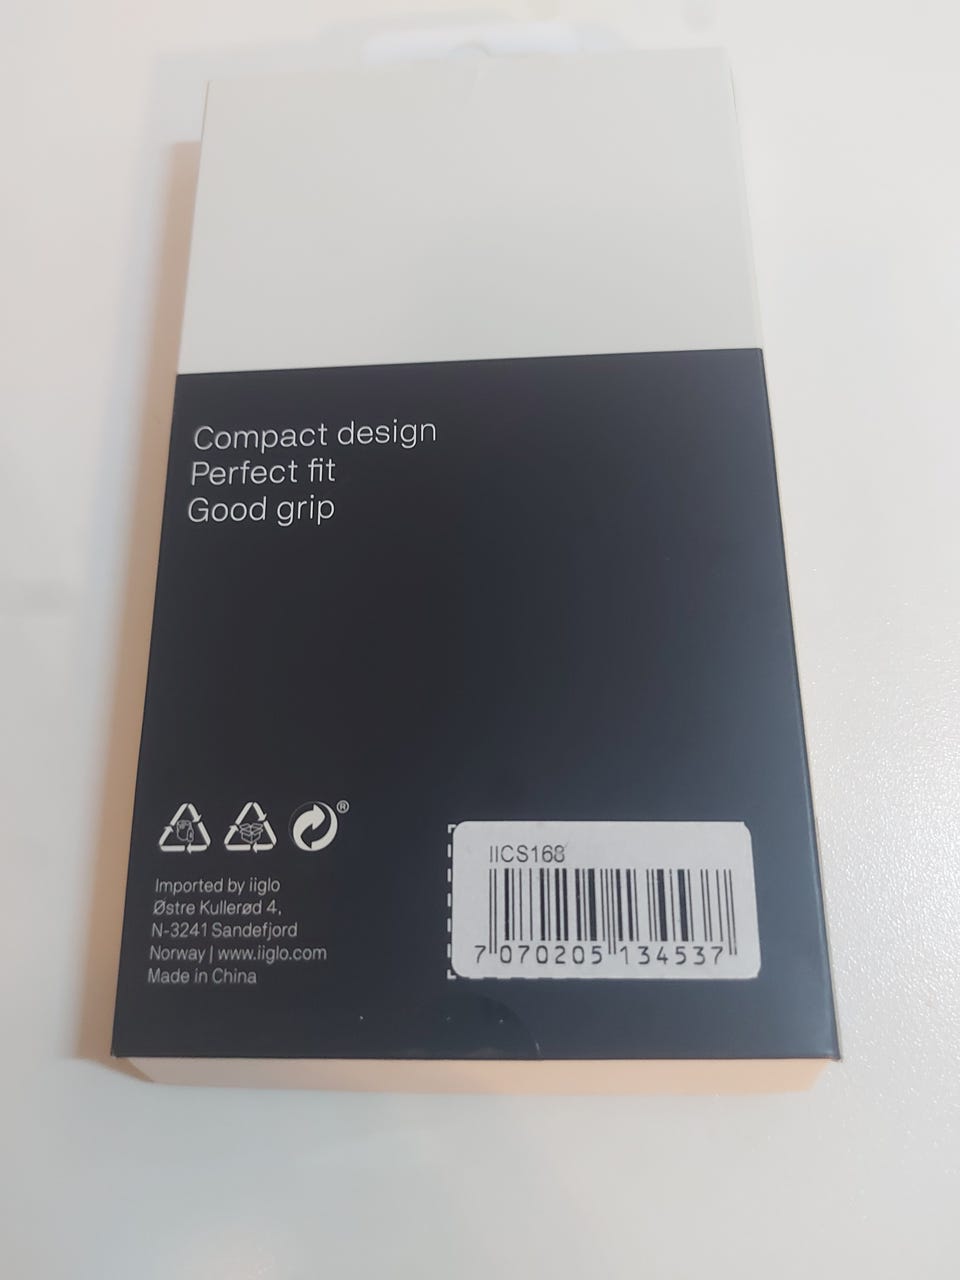 Compact design
Perfect fit
Good grip
®
Imported by iiglo
Østre Kullerød 4,
N-3241 Sandefjord
Norway | www.iiglo.com
Made in China
IICS168
7 070205 134537